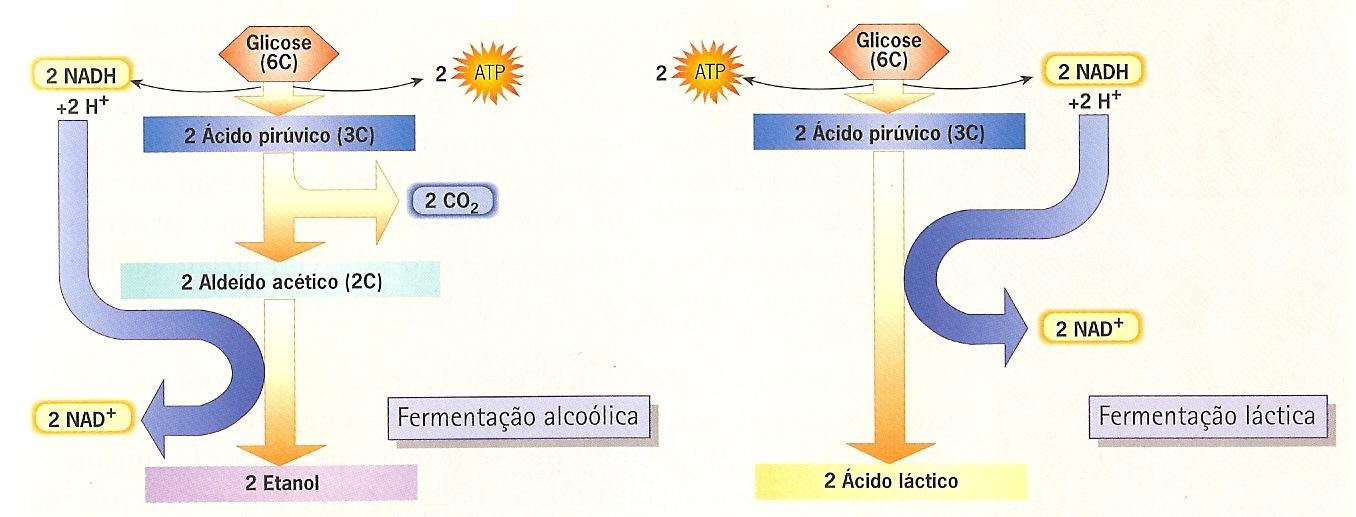 Glicose
(6C)
2 NADH
+2 H⁺
2 ATP
2 Ácido pirúvico (3C)
2 CO₂
2 Aldeído acético (2C)
2 NAD⁺
Fermentação alcoólica
2 Etanol
Glicose
(6C)
2 ATP
2 NADH
+2 H⁺
2 Ácido pirúvico (3C)
2 NAD⁺
Fermentação láctica
2 Ácido láctico